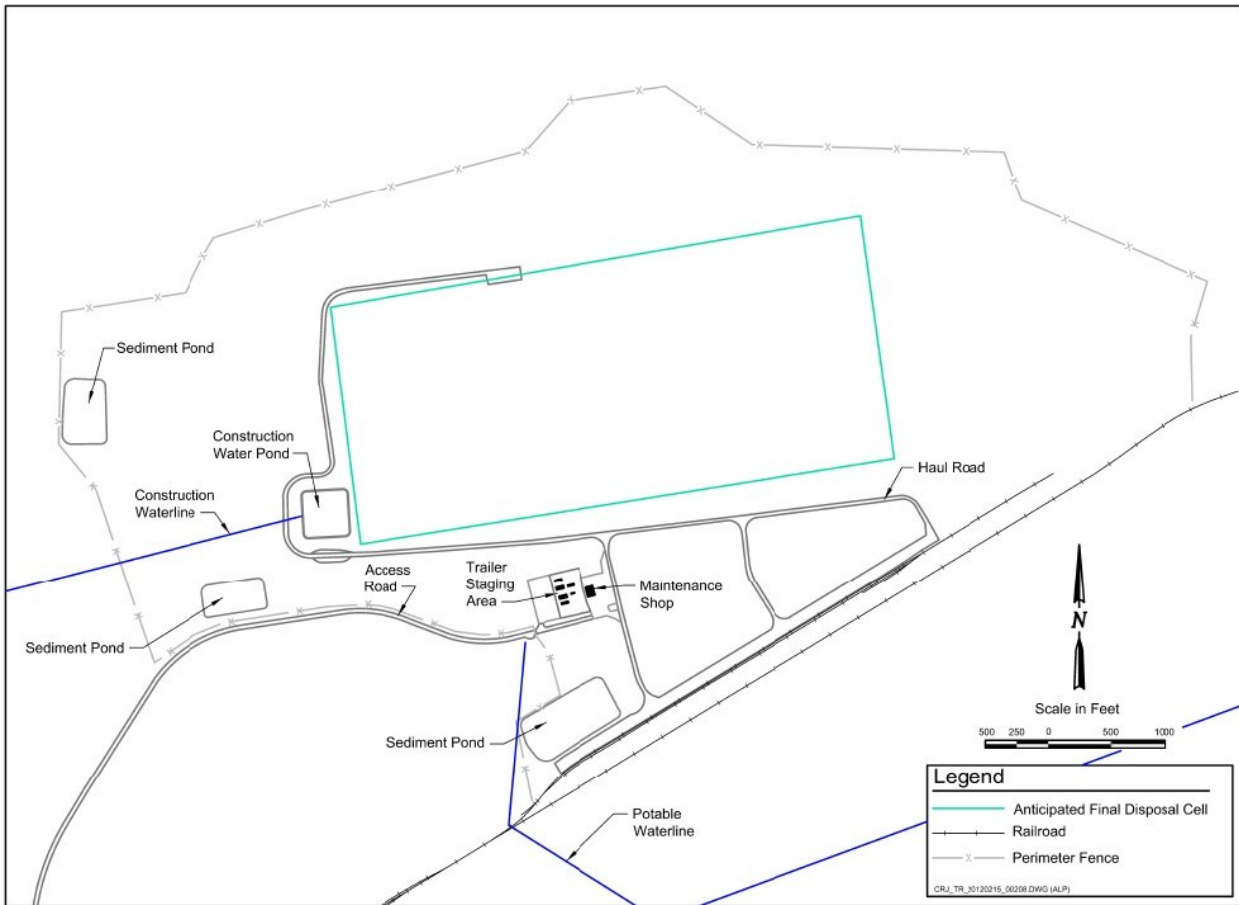 Sediment Pond
Construction
Water Pond
Construction
Waterline
Haul Road
Access
Road
Trailer
Staging
Area
Maintenance
Shop
Sediment Pond
Sediment Pond
Potable
Waterline
N
Scale in Feet
500 250 0 500 1000
Legend
Anticipated Final Disposal Cell
Railroad
Perimeter Fence
CRJ_TR_20120215_00208.DWG (ALP)